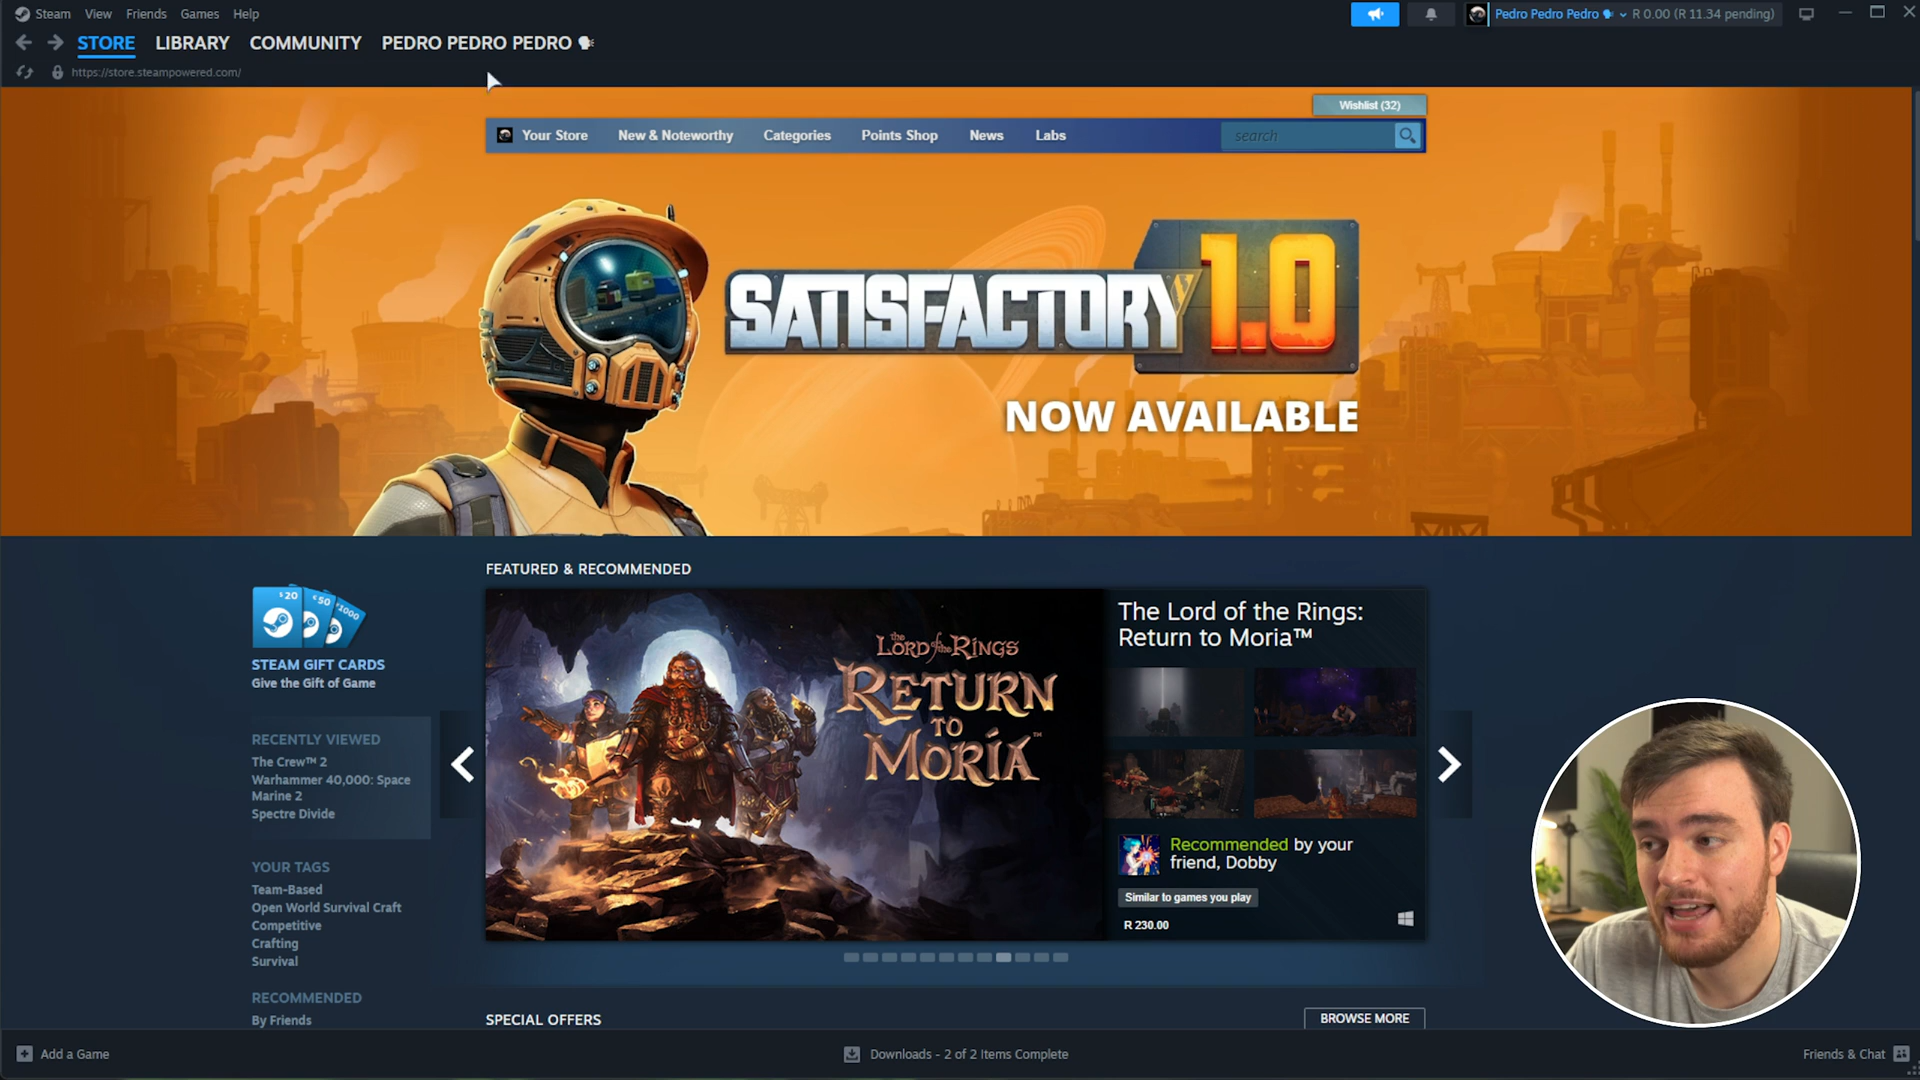 Steam View Friends Games Help
Pedro Pedro Pedro R 0.00 (R 11.34 pending)
STORE LIBRARY COMMUNITY PEDRO PEDRO PEDRO
https://store.steampowered.com/
Wishlist (32)
Your Store New & Noteworthy Categories Points Shop News Labs search
SATISFACTORY 1.0
NOW AVAILABLE
FEATURED & RECOMMENDED
$20 €50 1000
STEAM GIFT CARDS
Give the Gift of Game
RECENTLY VIEWED
The Crew™ 2
Warhammer 40,000: Space
Marine 2
Spectre Divide
YOUR TAGS
Team-Based
Open World Survival Craft
Competitive
Crafting
Survival
RECOMMENDED
By Friends
the LORD of the RINGS
RETURN
TO
MORIA™
The Lord of the Rings:
Return to Moria™
Recommended by your
friend, Dobby
Similar to games you play
R 230.00
SPECIAL OFFERS
BROWSE MORE
Add a Game
Downloads - 2 of 2 Items Complete
Friends & Chat